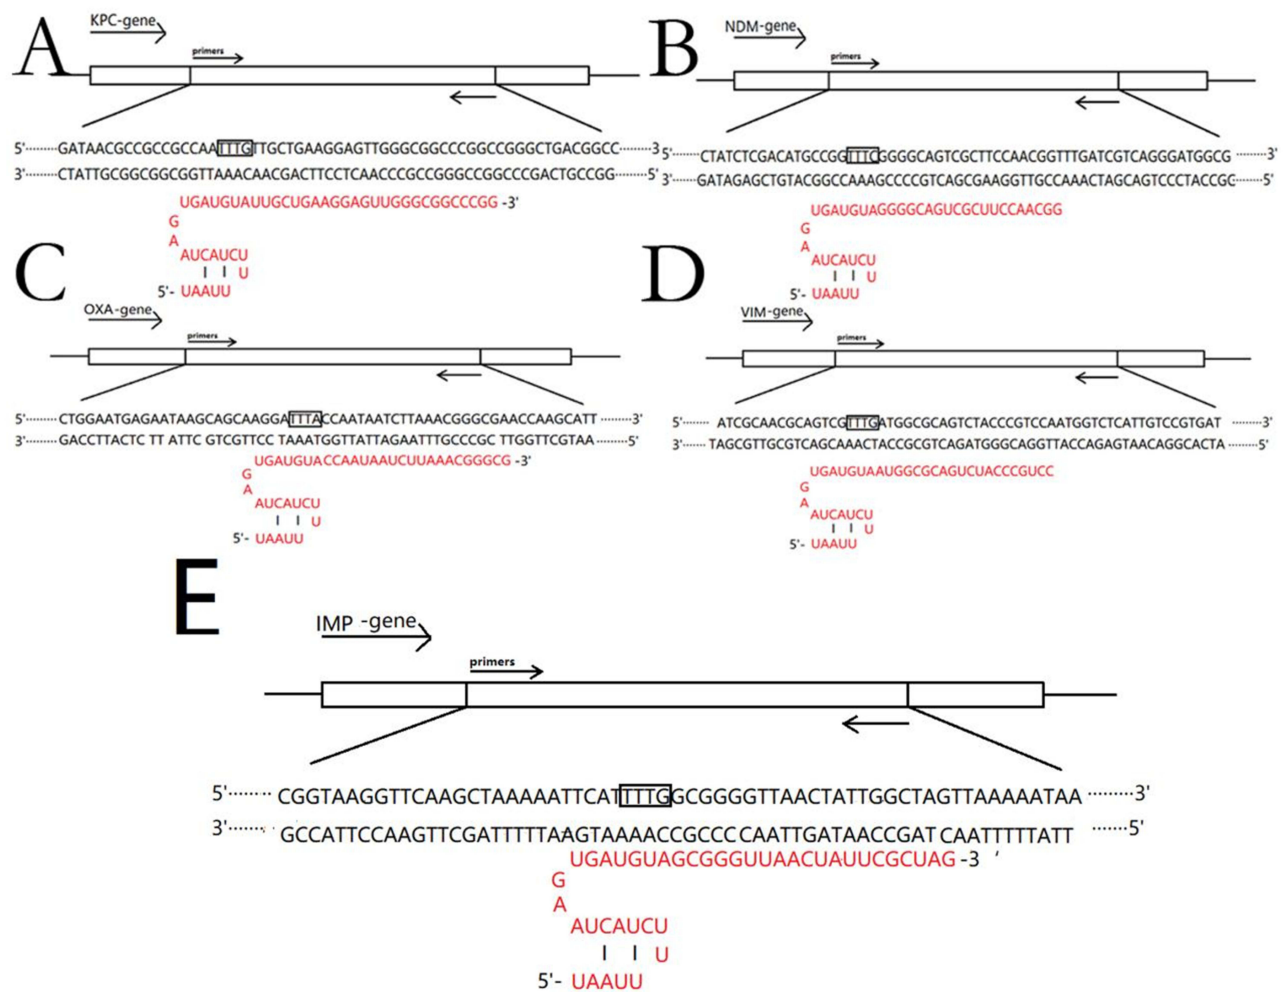 A
KPC-gene
primers
5'········GATAACGCCGCCGCCAATTTGTTGCTGAAGGAGTTGGGCGGCCCGGCCGGGCTGACGGCC········3
3'········CTATTGCGGCGGCGGTTAAACAACGACTTCCTCAACCCGCCGGGCCGGCCCGACTGCCGG········5'
UGAUGUAUUGCUGAAGGAGUUGGGCGGCCCGG -3'
G
A
AUCAUCU
U
5'- UAAUU
B
NDM-gene
primers
5'········CTATCTCGACATGCCGGTTTCGGGGCAGTCGCTTCCAACGGTTTGATCGTCAGGGATGGCG········3'
3'········GATAGAGCTGTACGGCCAAAGCCCCGTCAGCGAAGGTTGCCAAACTAGCAGTCCCTACCGC········5'
UGAUGUAGGGGCAGUCGCUUCCAACGG
G
A
AUCAUCU
U
5'- UAAUU
C
OXA-gene
primers
5'········CTGGAATGAGAATAAGCAGCAAGGATTTACCAATAATCTTAAACGGGCGAACCAAGCATT········3'
3'········GACCTTACTC TT ATTC GTCGTTCC TAAATGGTTATTAGAATTTGCCCGC TTGGTTCGTAA········5'
UGAUGUACCAAUAAUCUUAAACGGGCG -3'
G
A
AUCAUCU
U
5'- UAAUU
D
VIM-gene
primers
5'········ATCGCAACGCAGTCGTTTGATGGCGCAGTCTACCCGTCCAATGGTCTCATTGTCCGTGAT········3'
3'········TAGCGTTGCGTCAGCAAACTACCGCGTCAGATGGGCAGGTTACCAGAGTAACAGGCACTA········5'
UGAUGUAAUGGCGCAGUCUACCCGUCC
G
A
AUCAUCU
U
5'- UAAUU
E
IMP -gene
primers
5'········CGGTAAGGTTCAAGCTAAAAATTCATTTTGGCGGGGTTAACTATTGGCTAGTTAAAAATAA········3'
3'········GCCATTCCAAGTTCGATTTTTAAGTAAAACCGCCCCAATTGATAACCGATCAATTTTTATT········5'
UGAUGUAGCGGGUUAACUAUUCGCUAG -3 ′
G
A
AUCAUCU
U
5'- UAAUU